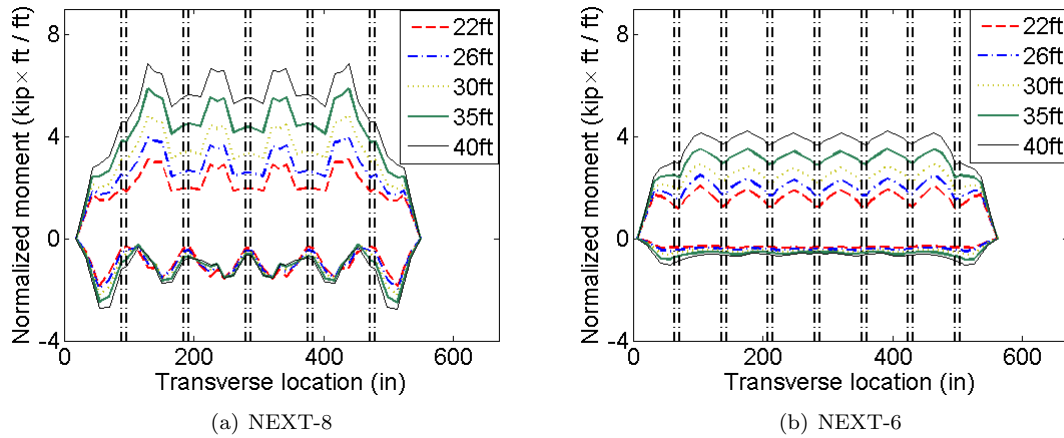 Normalized moment (kip× ft / ft)
8
4
0
−4
0
200
400
600
Transverse location (in)
22ft
26ft
30ft
35ft
40ft
(a) NEXT-8
Normalized moment (kip× ft / ft)
8
4
0
−4
0
200
400
600
Transverse location (in)
22ft
26ft
30ft
35ft
40ft
(b) NEXT-6